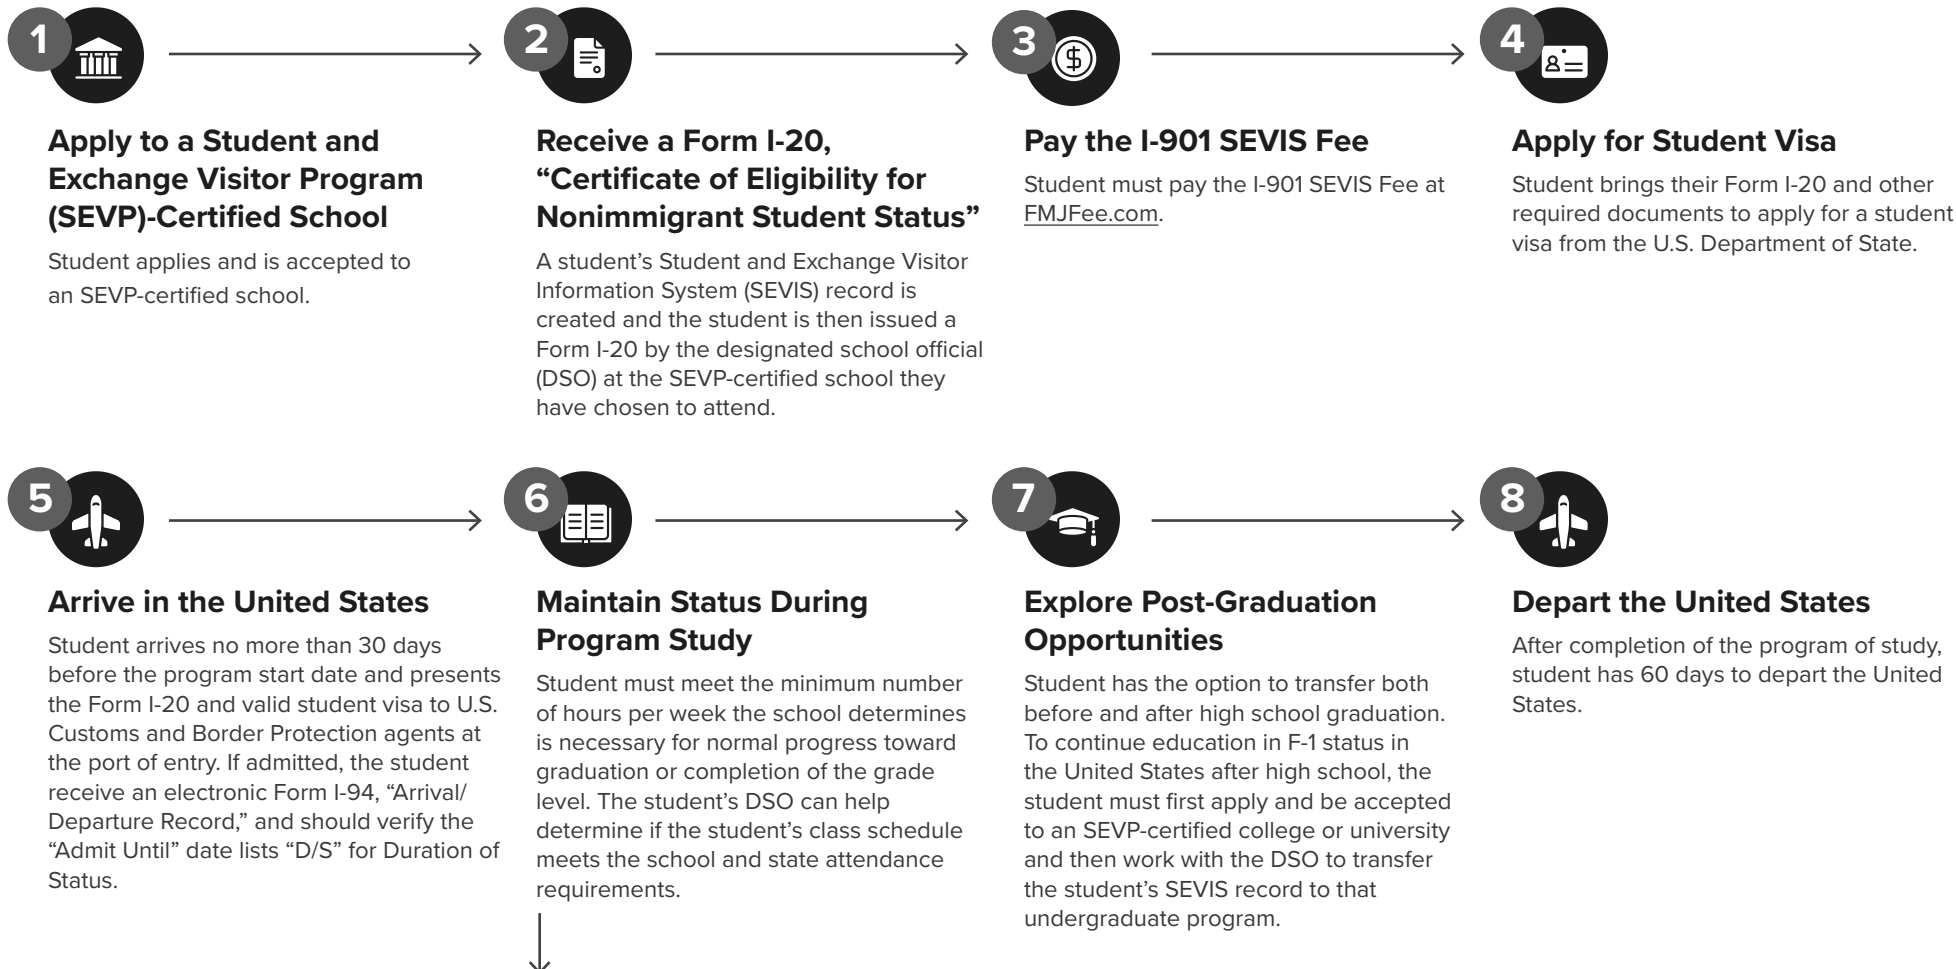 1
Apply to a Student and
Exchange Visitor Program
(SEVP)-Certified School
Student applies and is accepted to
an SEVP-certified school.
2
Receive a Form I-20,
“Certificate of Eligibility for
Nonimmigrant Student Status”
A student’s Student and Exchange Visitor
Information System (SEVIS) record is
created and the student is then issued a
Form I-20 by the designated school official
(DSO) at the SEVP-certified school they
have chosen to attend.
3
$
Pay the I-901 SEVIS Fee
Student must pay the I-901 SEVIS Fee at
FMJFee.com.
4
Apply for Student Visa
Student brings their Form I-20 and other
required documents to apply for a student
visa from the U.S. Department of State.
5
Arrive in the United States
Student arrives no more than 30 days
before the program start date and presents
the Form I-20 and valid student visa to U.S.
Customs and Border Protection agents at
the port of entry. If admitted, the student
receive an electronic Form I-94, “Arrival/
Departure Record,” and should verify the
“Admit Until” date lists “D/S” for Duration of
Status.
6
Maintain Status During
Program Study
Student must meet the minimum number
of hours per week the school determines
is necessary for normal progress toward
graduation or completion of the grade
level. The student’s DSO can help
determine if the student’s class schedule
meets the school and state attendance
requirements.
7
Explore Post-Graduation
Opportunities
Student has the option to transfer both
before and after high school graduation.
To continue education in F-1 status in
the United States after high school, the
student must first apply and be accepted
to an SEVP-certified college or university
and then work with the DSO to transfer
the student’s SEVIS record to that
undergraduate program.
8
Depart the United States
After completion of the program of study,
student has 60 days to depart the United
States.